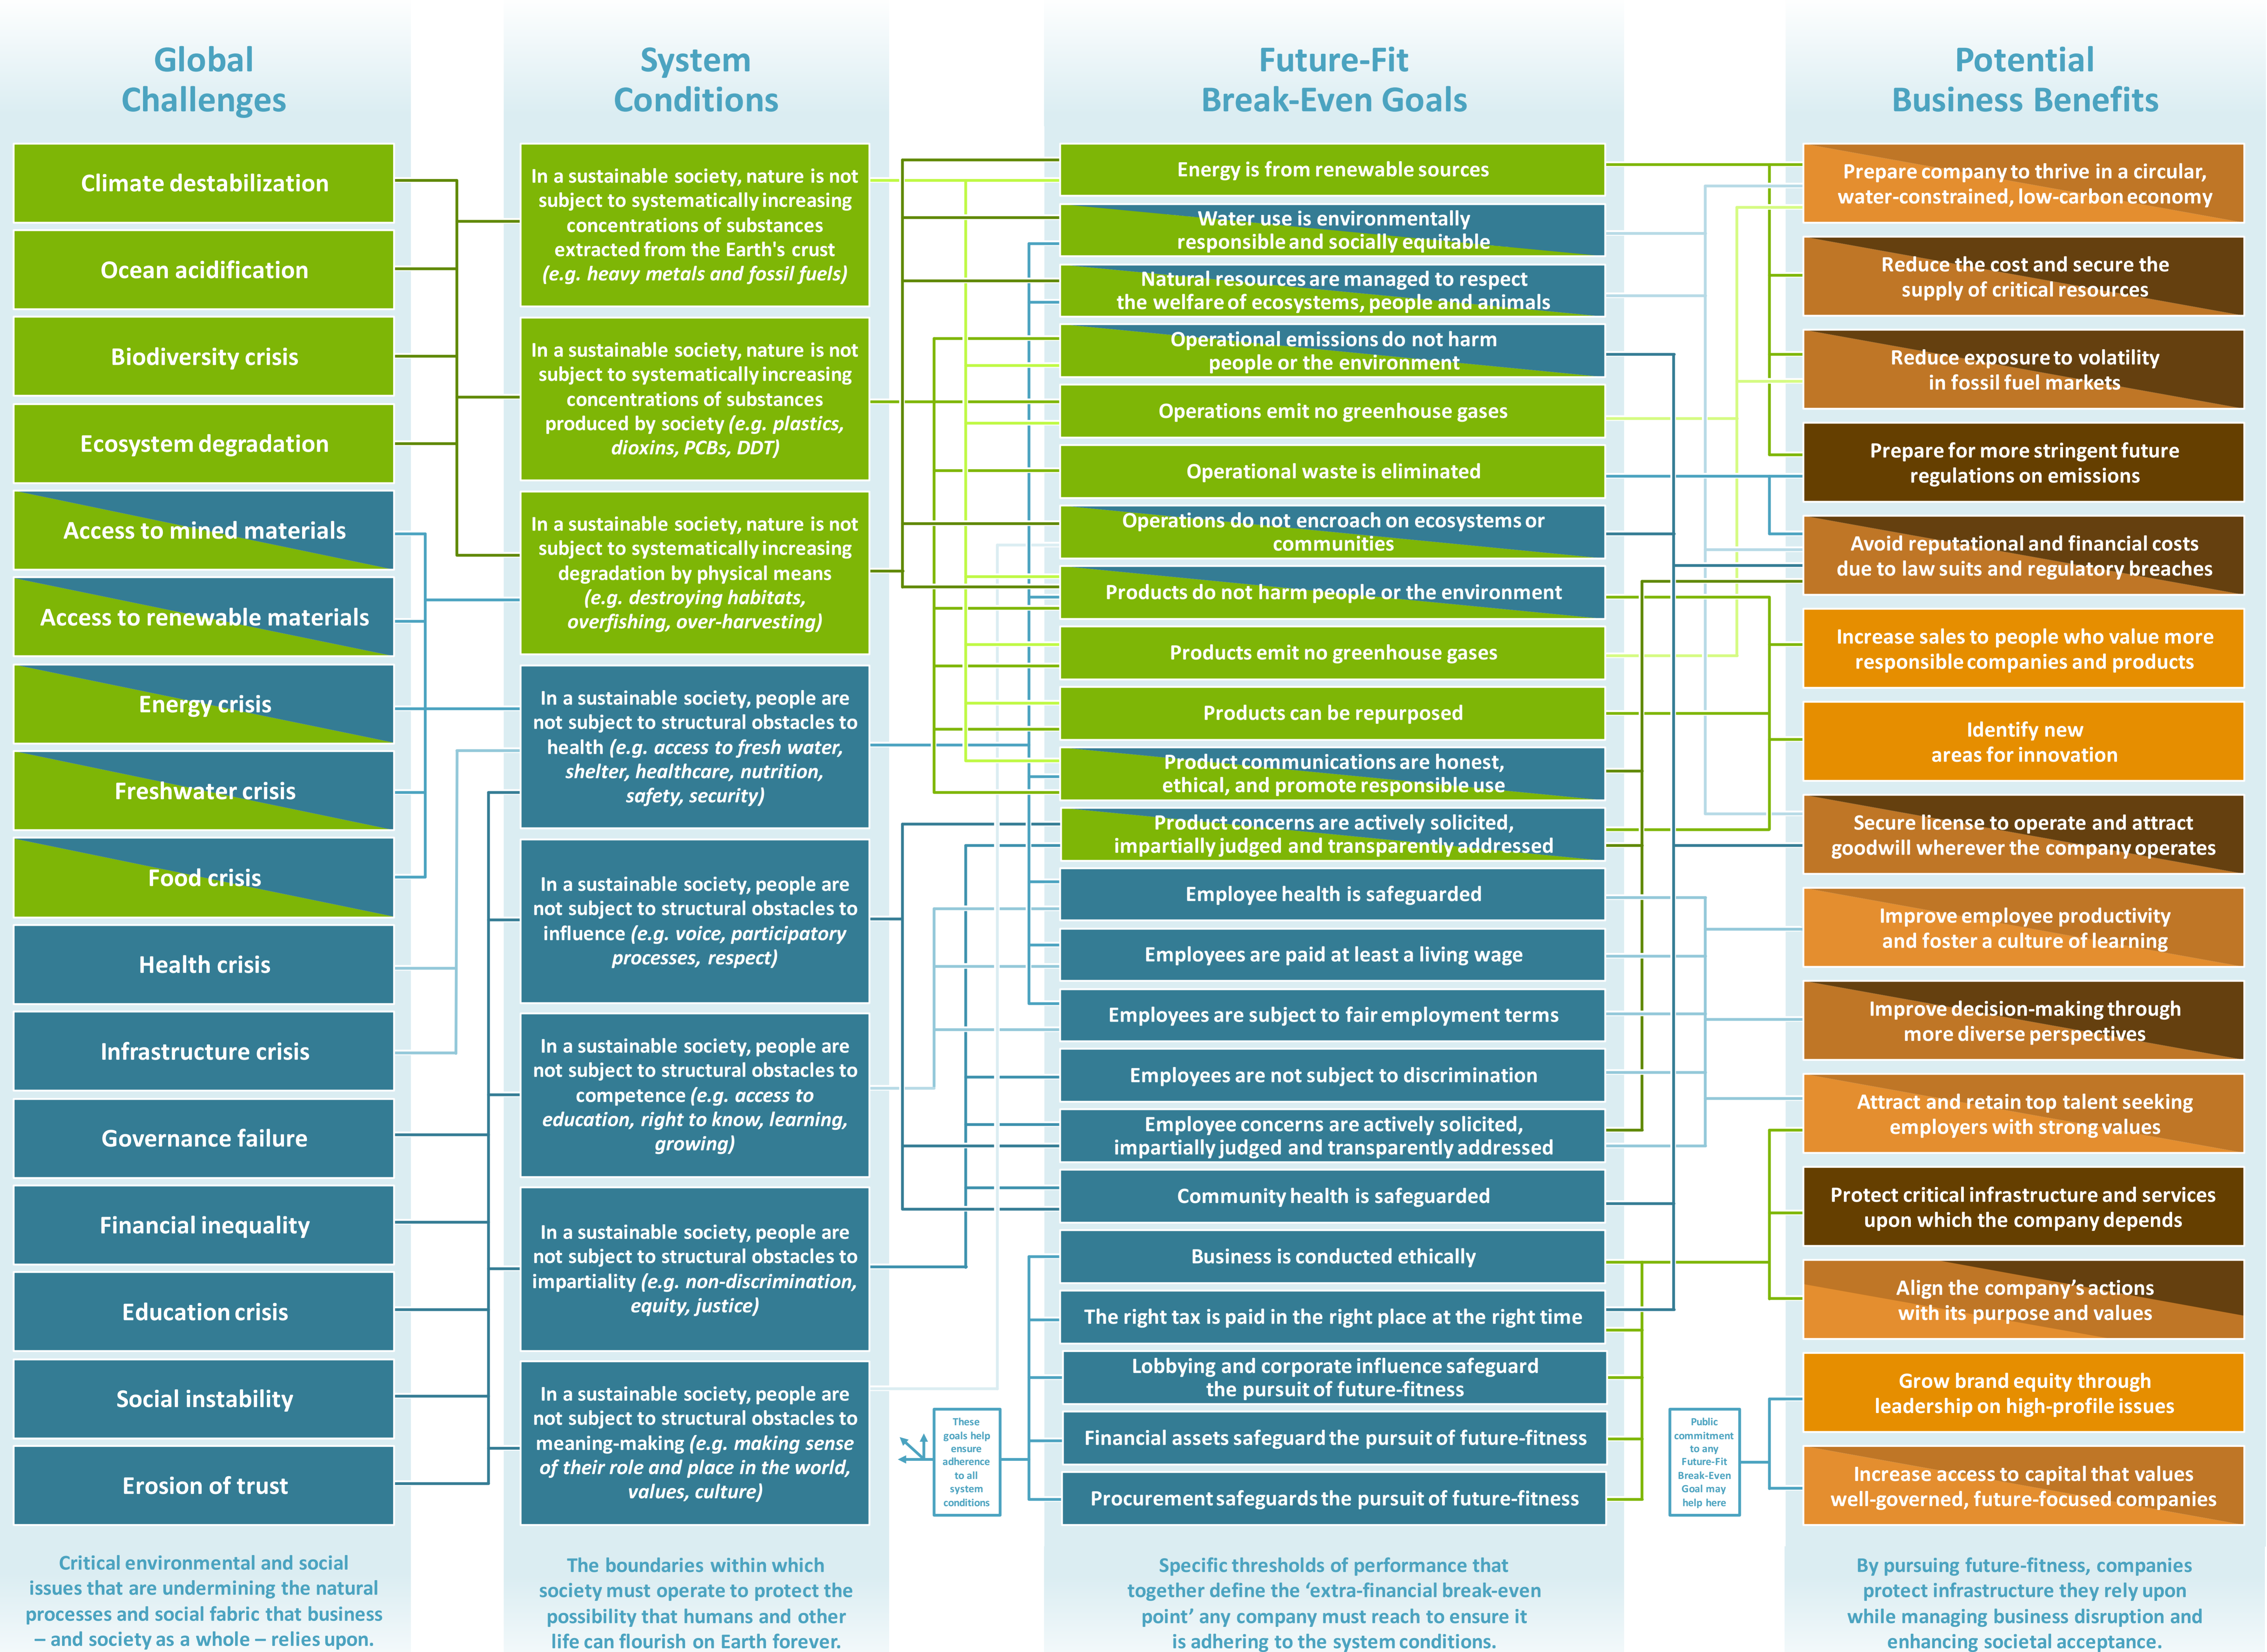 Global
Challenges
Climate destabilization
Ocean acidification
Biodiversity crisis
Ecosystem degradation
Access to mined materials
Access to renewable materials
Energy crisis
Freshwater crisis
Food crisis
Health crisis
Infrastructure crisis
Governance failure
Financial inequality
Education crisis
Social instability
Erosion of trust
Critical environmental and social
issues that are undermining the natural
processes and social fabric that business
– and society as a whole – relies upon.
System
Conditions
In a sustainable society, nature is not
subject to systematically increasing
concentrations of substances
extracted from the Earth's crust
(e.g. heavy metals and fossil fuels)
In a sustainable society, nature is not
subject to systematically increasing
concentrations of substances
produced by society (e.g. plastics,
dioxins, PCBs, DDT)
In a sustainable society, nature is not
subject to systematically increasing
degradation by physical means
(e.g. destroying habitats,
overfishing, over-harvesting)
In a sustainable society, people are
not subject to structural obstacles to
health (e.g. access to fresh water,
shelter, healthcare, nutrition,
safety, security)
In a sustainable society, people are
not subject to structural obstacles to
influence (e.g. voice, participatory
processes, respect)
In a sustainable society, people are
not subject to structural obstacles to
competence (e.g. access to
education, right to know, learning,
growing)
In a sustainable society, people are
not subject to structural obstacles to
impartiality (e.g. non-discrimination,
equity, justice)
In a sustainable society, people are
not subject to structural obstacles to
meaning-making (e.g. making sense
of their role and place in the world,
values, culture)
The boundaries within which
society must operate to protect the
possibility that humans and other
life can flourish on Earth forever.
These
goals help
ensure
adherence
to all
system
conditions
Future-Fit
Break-Even Goals
Energy is from renewable sources
Water use is environmentally
responsible and socially equitable
Natural resources are managed to respect
the welfare of ecosystems, people and animals
Operational emissions do not harm
people or the environment
Operations emit no greenhouse gases
Operational waste is eliminated
Operations do not encroach on ecosystems or
communities
Products do not harm people or the environment
Products emit no greenhouse gases
Products can be repurposed
Product communications are honest,
ethical, and promote responsible use
Product concerns are actively solicited,
impartially judged and transparently addressed
Employee health is safeguarded
Employees are paid at least a living wage
Employees are subject to fair employment terms
Employees are not subject to discrimination
Employee concerns are actively solicited,
impartially judged and transparently addressed
Community health is safeguarded
Business is conducted ethically
The right tax is paid in the right place at the right time
Lobbying and corporate influence safeguard
the pursuit of future-fitness
Financial assets safeguard the pursuit of future-fitness
Procurement safeguards the pursuit of future-fitness
Specific thresholds of performance that
together define the ‘extra-financial break-even
point’ any company must reach to ensure it
is adhering to the system conditions.
Public
commitment
to any
Future-Fit
Break-Even
Goal may
help here
Potential
Business Benefits
Prepare company to thrive in a circular,
water-constrained, low-carbon economy
Reduce the cost and secure the
supply of critical resources
Reduce exposure to volatility
in fossil fuel markets
Prepare for more stringent future
regulations on emissions
Avoid reputational and financial costs
due to law suits and regulatory breaches
Increase sales to people who value more
responsible companies and products
Identify new
areas for innovation
Secure license to operate and attract
goodwill wherever the company operates
Improve employee productivity
and foster a culture of learning
Improve decision-making through
more diverse perspectives
Attract and retain top talent seeking
employers with strong values
Protect critical infrastructure and services
upon which the company depends
Align the company’s actions
with its purpose and values
Grow brand equity through
leadership on high-profile issues
Increase access to capital that values
well-governed, future-focused companies
By pursuing future-fitness, companies
protect infrastructure they rely upon
while managing business disruption and
enhancing societal acceptance.